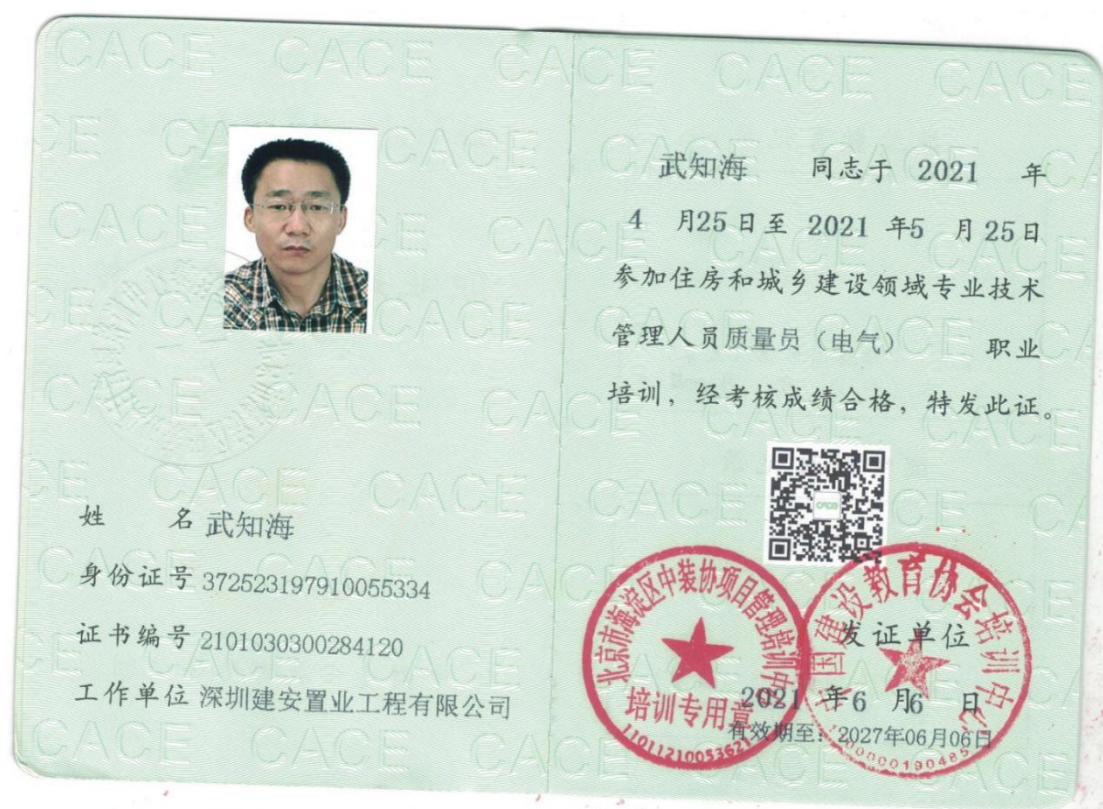 CACE
武知海 同志于 2021 年
4 月25日至 2021 年5 月25日
参加住房和城乡建设领域专业技术
管理人员质量员（电气） 职业
培训，经考核成绩合格，特发此证。
姓 名 武知海
身份证号 372523197910055334
证书编号 2101030300284120
工作单位 深圳建安置业工程有限公司
北京市海淀区中装协项目管理培训中
培训专用章
1101121005362
中国建设教育协会培训中心
发证单位
2021 年6 月6 日
有效期至：2027年06月06日